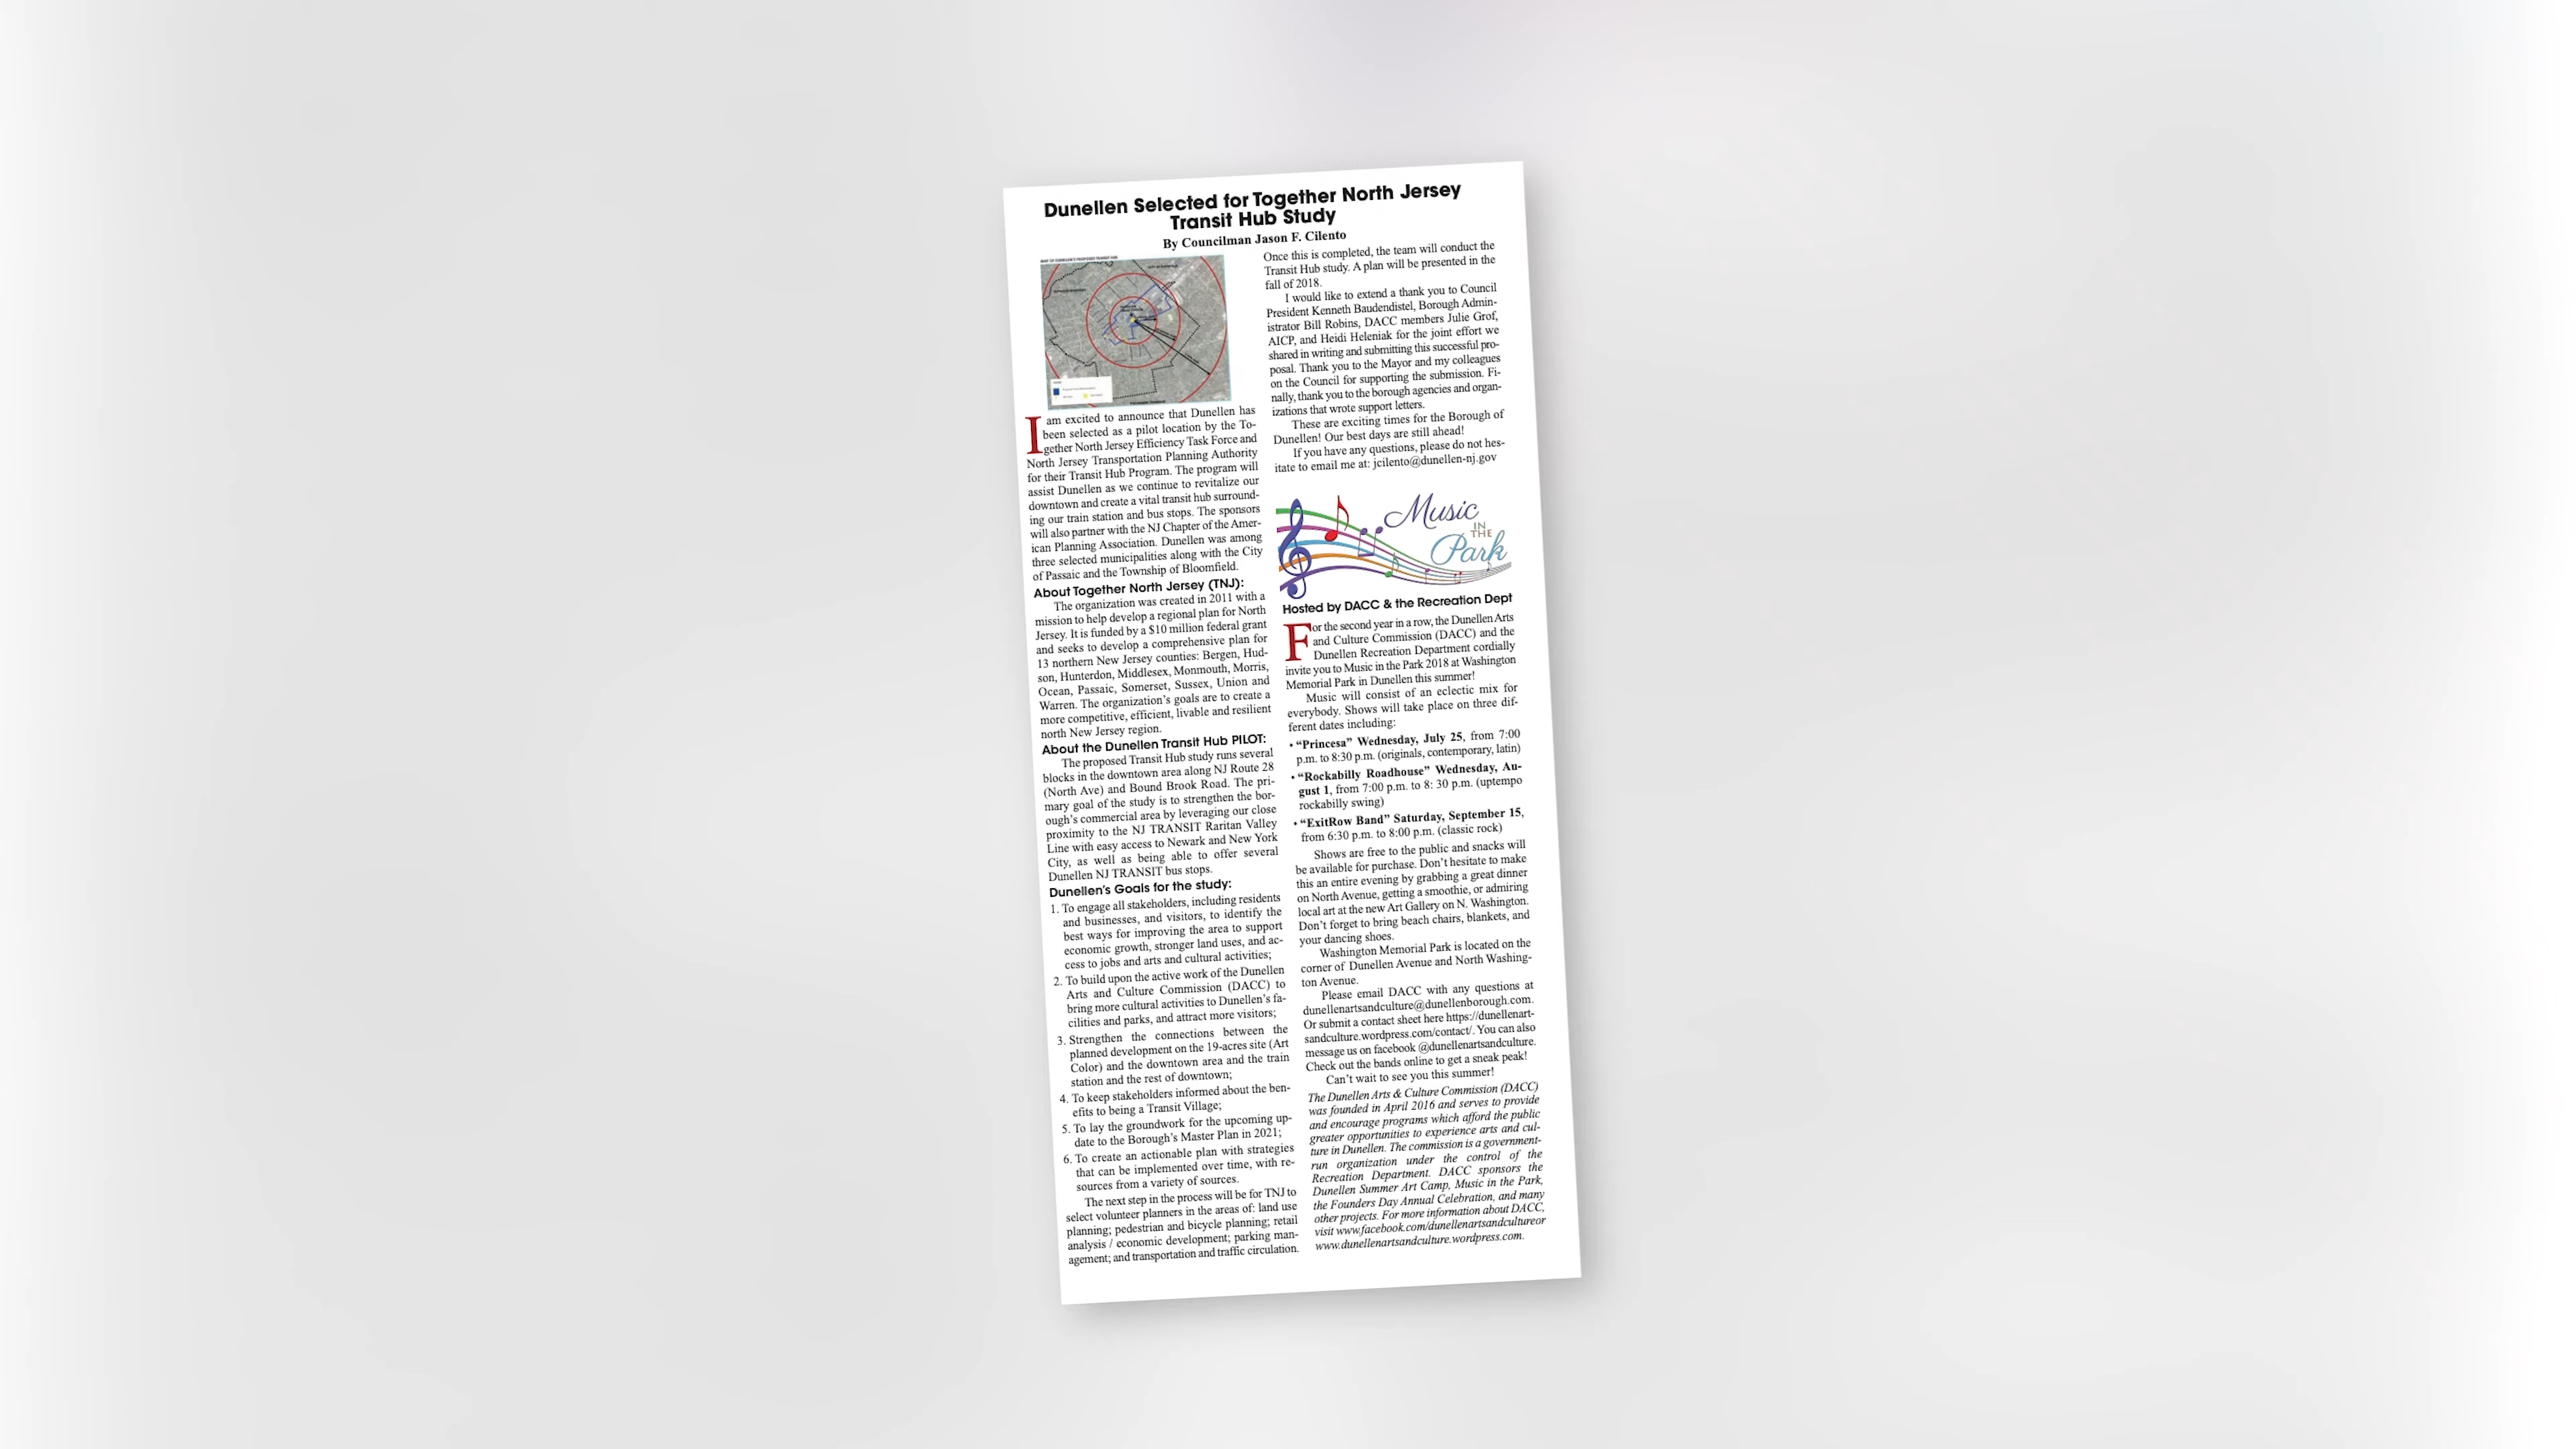 Dunellen Selected for Together North Jersey
Transit Hub Study
By Councilman Jason F. Cilento
I am excited to announce that Dunellen has
been selected as a pilot location by the To-
gether North Jersey Efficiency Task Force and
North Jersey Transportation Planning Authority
for their Transit Hub Program. The program will
assist Dunellen as we continue to revitalize our
downtown and create a vital transit hub surround-
ing our train station and bus stops. The sponsors
will also partner with the NJ Chapter of the Amer-
ican Planning Association. Dunellen was among
three selected municipalities along with the City
of Passaic and the Township of Bloomfield.
About Together North Jersey (TNJ):
The organization was created in 2011 with a
mission to help develop a regional plan for North
Jersey. It is funded by a $10 million federal grant
and seeks to develop a comprehensive plan for
13 northern New Jersey counties: Bergen, Hud-
son, Hunterdon, Middlesex, Monmouth, Morris,
Ocean, Passaic, Somerset, Sussex, Union and
Warren. The organization's goals are to create a
more competitive, efficient, livable and resilient
north New Jersey region.
About the Dunellen Transit Hub PILOT:
The proposed Transit Hub study runs several
blocks in the downtown area along NJ Route 28
(North Ave) and Bound Brook Road. The pri-
mary goal of the study is to strengthen the bor-
ough's commercial area by leveraging our close
proximity to the NJ TRANSIT Raritan Valley
Line with easy access to Newark and New York
City, as well as being able to offer several
Dunellen NJ TRANSIT bus stops.
Dunellen's Goals for the study:
1. To engage all stakeholders, including residents
and businesses, and visitors, to identify the
best ways for improving the area to support
economic growth, stronger land uses, and ac-
cess to jobs and arts and cultural activities;
2. To build upon the active work of the Dunellen
Arts and Culture Commission (DACC) to
bring more cultural activities to Dunellen's fa-
cilities and parks, and attract more visitors;
3. Strengthen the connections between the
planned development on the 19-acres site (Art
Color) and the downtown area and the train
station and the rest of downtown;
4. To keep stakeholders informed about the ben-
efits to being a Transit Village;
5. To lay the groundwork for the upcoming up-
date to the Borough's Master Plan in 2021;
6. To create an actionable plan with strategies
that can be implemented over time, with re-
sources from a variety of sources.
The next step in the process will be for TNJ to
select volunteer planners in the areas of: land use
planning; pedestrian and bicycle planning; retail
analysis / economic development; parking man-
agement; and transportation and traffic circulation.
Once this is completed, the team will conduct the
Transit Hub study. A plan will be presented in the
fall of 2018.
I would like to extend a thank you to Council
President Kenneth Baudendistel, Borough Admin-
istrator Bill Robins, DACC members Julie Grof,
AICP, and Heidi Heleniak for the joint effort we
shared in writing and submitting this successful pro-
posal. Thank you to the Mayor and my colleagues
on the Council for supporting the submission. Fi-
nally, thank you to the borough agencies and organ-
izations that wrote support letters.
These are exciting times for the Borough of
Dunellen! Our best days are still ahead!
If you have any questions, please do not hes-
itate to email me at: jcilento@dunellen-nj.gov
Music
IN
THE
Park
Hosted by DACC & the Recreation Dept
For the second year in a row, the Dunellen Arts
and Culture Commission (DACC) and the
Dunellen Recreation Department cordially
invite you to Music in the Park 2018 at Washington
Memorial Park in Dunellen this summer!
Music will consist of an eclectic mix for
everybody. Shows will take place on three dif-
ferent dates including:
• “Princesa” Wednesday, July 25, from 7:00
p.m. to 8:30 p.m. (originals, contemporary, latin)
• “Rockabilly Roadhouse” Wednesday, Au-
gust 1, from 7:00 p.m. to 8: 30 p.m. (uptempo
rockabilly swing)
• “ExitRow Band” Saturday, September 15,
from 6:30 p.m. to 8:00 p.m. (classic rock)
Shows are free to the public and snacks will
be available for purchase. Don't hesitate to make
this an entire evening by grabbing a great dinner
on North Avenue, getting a smoothie, or admiring
local art at the new Art Gallery on N. Washington.
Don't forget to bring beach chairs, blankets, and
your dancing shoes.
Washington Memorial Park is located on the
corner of Dunellen Avenue and North Washing-
ton Avenue.
Please email DACC with any questions at
dunellenartsandculture@dunellenborough.com.
Or submit a contact sheet here https://dunellenart-
sandculture.wordpress.com/contact/. You can also
message us on facebook @dunellenartsandculture.
Check out the bands online to get a sneak peak!
Can't wait to see you this summer!
The Dunellen Arts & Culture Commission (DACC)
was founded in April 2016 and serves to provide
and encourage programs which afford the public
greater opportunities to experience arts and cul-
ture in Dunellen. The commission is a government-
run organization under the control of the
Recreation Department. DACC sponsors the
Dunellen Summer Art Camp, Music in the Park,
the Founders Day Annual Celebration, and many
other projects. For more information about DACC,
visit www.facebook.com/dunellenartsandcultureor
www.dunellenartsandculture.wordpress.com.